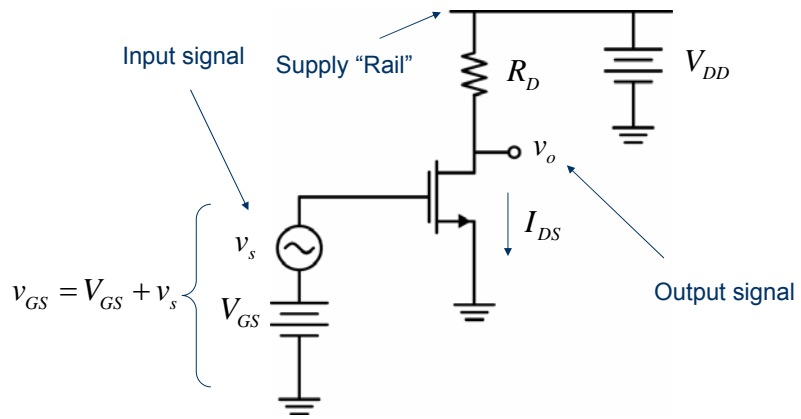 Input signal
Supply “Rail”
R_D
V_DD
v_o
I_DS
v_s
v_GS = V_GS + v_s
V_GS
Output signal